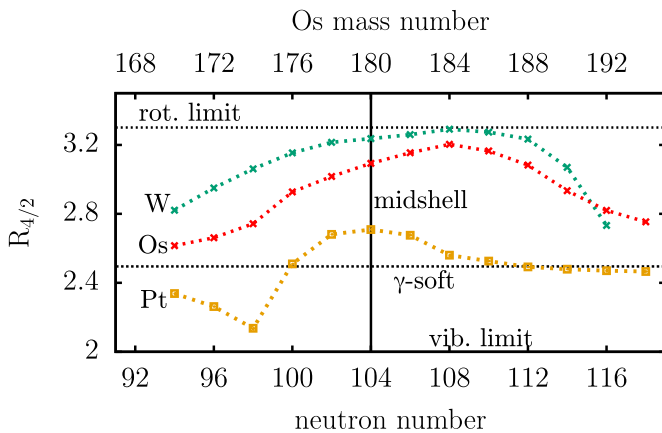 Os mass number
168 172 176 180 184 188 192
rot. limit
3.2
W
2.8
midshell
R4/2
Os
2.4
γ-soft
Pt
vib. limit
2
92 96 100 104 108 112 116
neutron number